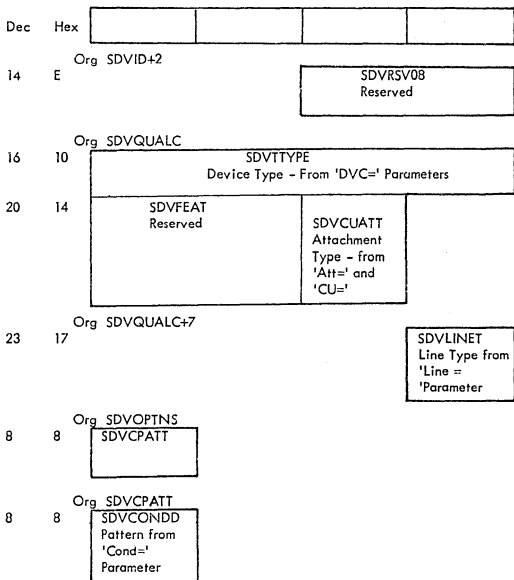 Dec Hex
Org SDVID+2
14 E SDVRSV08
Reserved
Org SDVQUALC
16 10 SDVTTYPE
Device Type - From 'DVC=' Parameters
20 14 SDVFEAT
Reserved
SDVCUATT
Attachment
Type - from
'Att=' and
'CU='
Org SDVQUALC+7
23 17 SDVLINET
Line Type from
'Line =
'Parameter
Org SDVOPTNS
8 8 SDVCPATT
Org SDVCPATT
8 8 SDVCONDD
Pattern from
'Cond='
Parameter